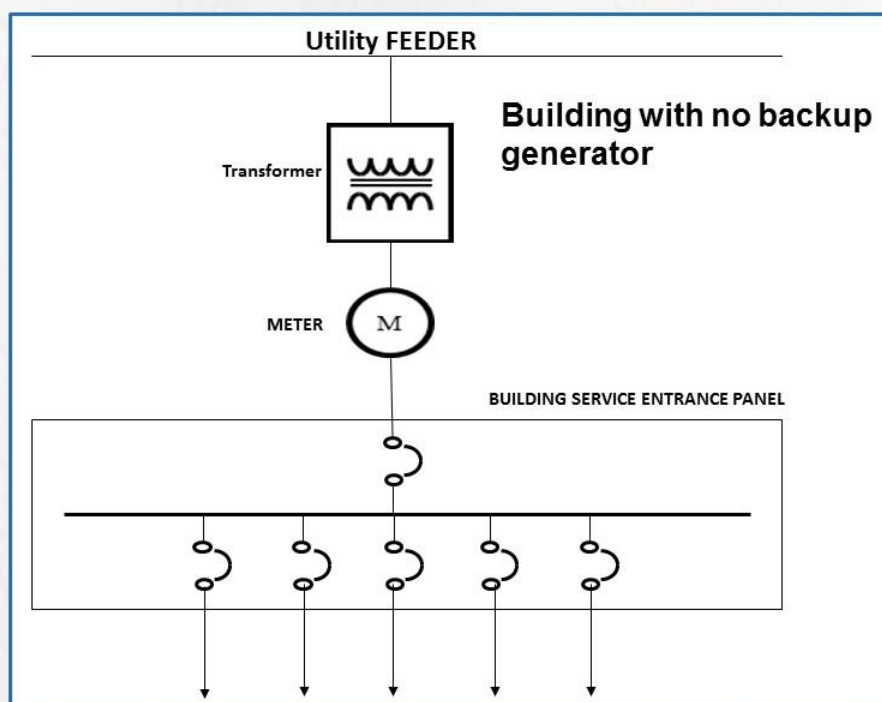 Utility FEEDER
Building with no backup
generator
Transformer
METER
M
BUILDING SERVICE ENTRANCE PANEL